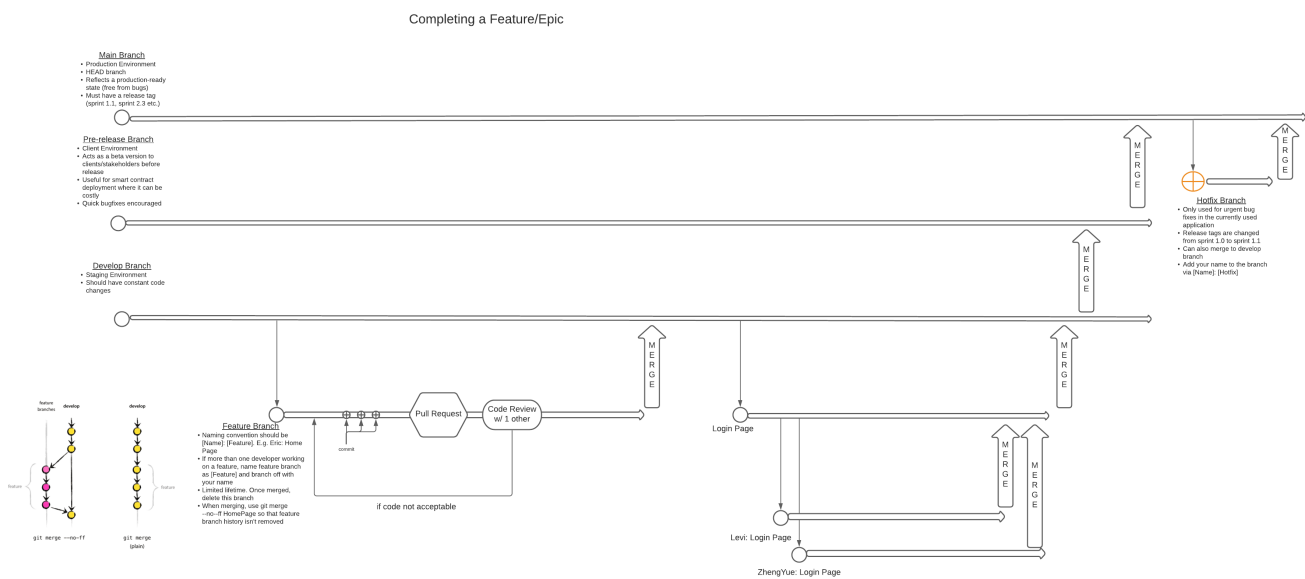 Completing a Feature/Epic
Main Branch
• Production Environment
• HEAD branch
• Reflects a production-ready
state (free from bugs)
• Must have a release tag
(sprint 1.1, sprint 2.3 etc.)
Pre-release Branch
• Client Environment
• Acts as a beta version to
clients/stakeholders before
release
• Useful for smart contract
deployment where it can be
costly
• Quick bugfixes encouraged
MERGE
MERGE
Hotfix Branch
• Only used for urgent bug
fixes in the currently used
application
• Release tags are changed
from sprint 1.0 to sprint 1.1
• Can also merge to develop
branch
• Add your name to the branch
via [Name]: [Hotfix]
Develop Branch
• Staging Environment
• Should have constant code
changes
MERGE
MERGE
MERGE
Pull Request
Code Review
w/ 1 other
commit
if code not acceptable
Feature Branch
• Naming convention should be
[Name]: [Feature]. E.g. Eric: Home
Page
• If more than one developer working
on a feature, name feature branch
as [Feature] and branch off with
your name
• Limited lifetime. Once merged,
delete this branch
• When merging, use git merge
--no--ff HomePage so that feature
branch history isn't removed
feature
branches
develop
develop
feature
feature
git merge --no-ff
git merge
(plain)
Login Page
MERGE
MERGE
Levi: Login Page
ZhengYue: Login Page